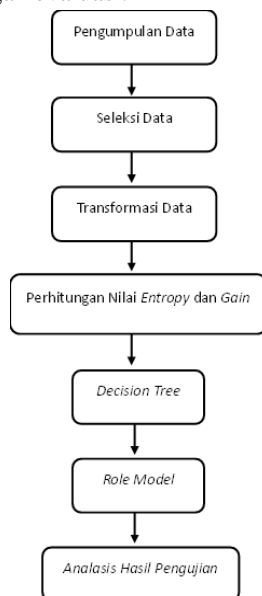 Pengumpulan Data
Seleksi Data
Transformasi Data
Perhitungan Nilai Entropy dan Gain
Decision Tree
Role Model
Analasis Hasil Pengujian